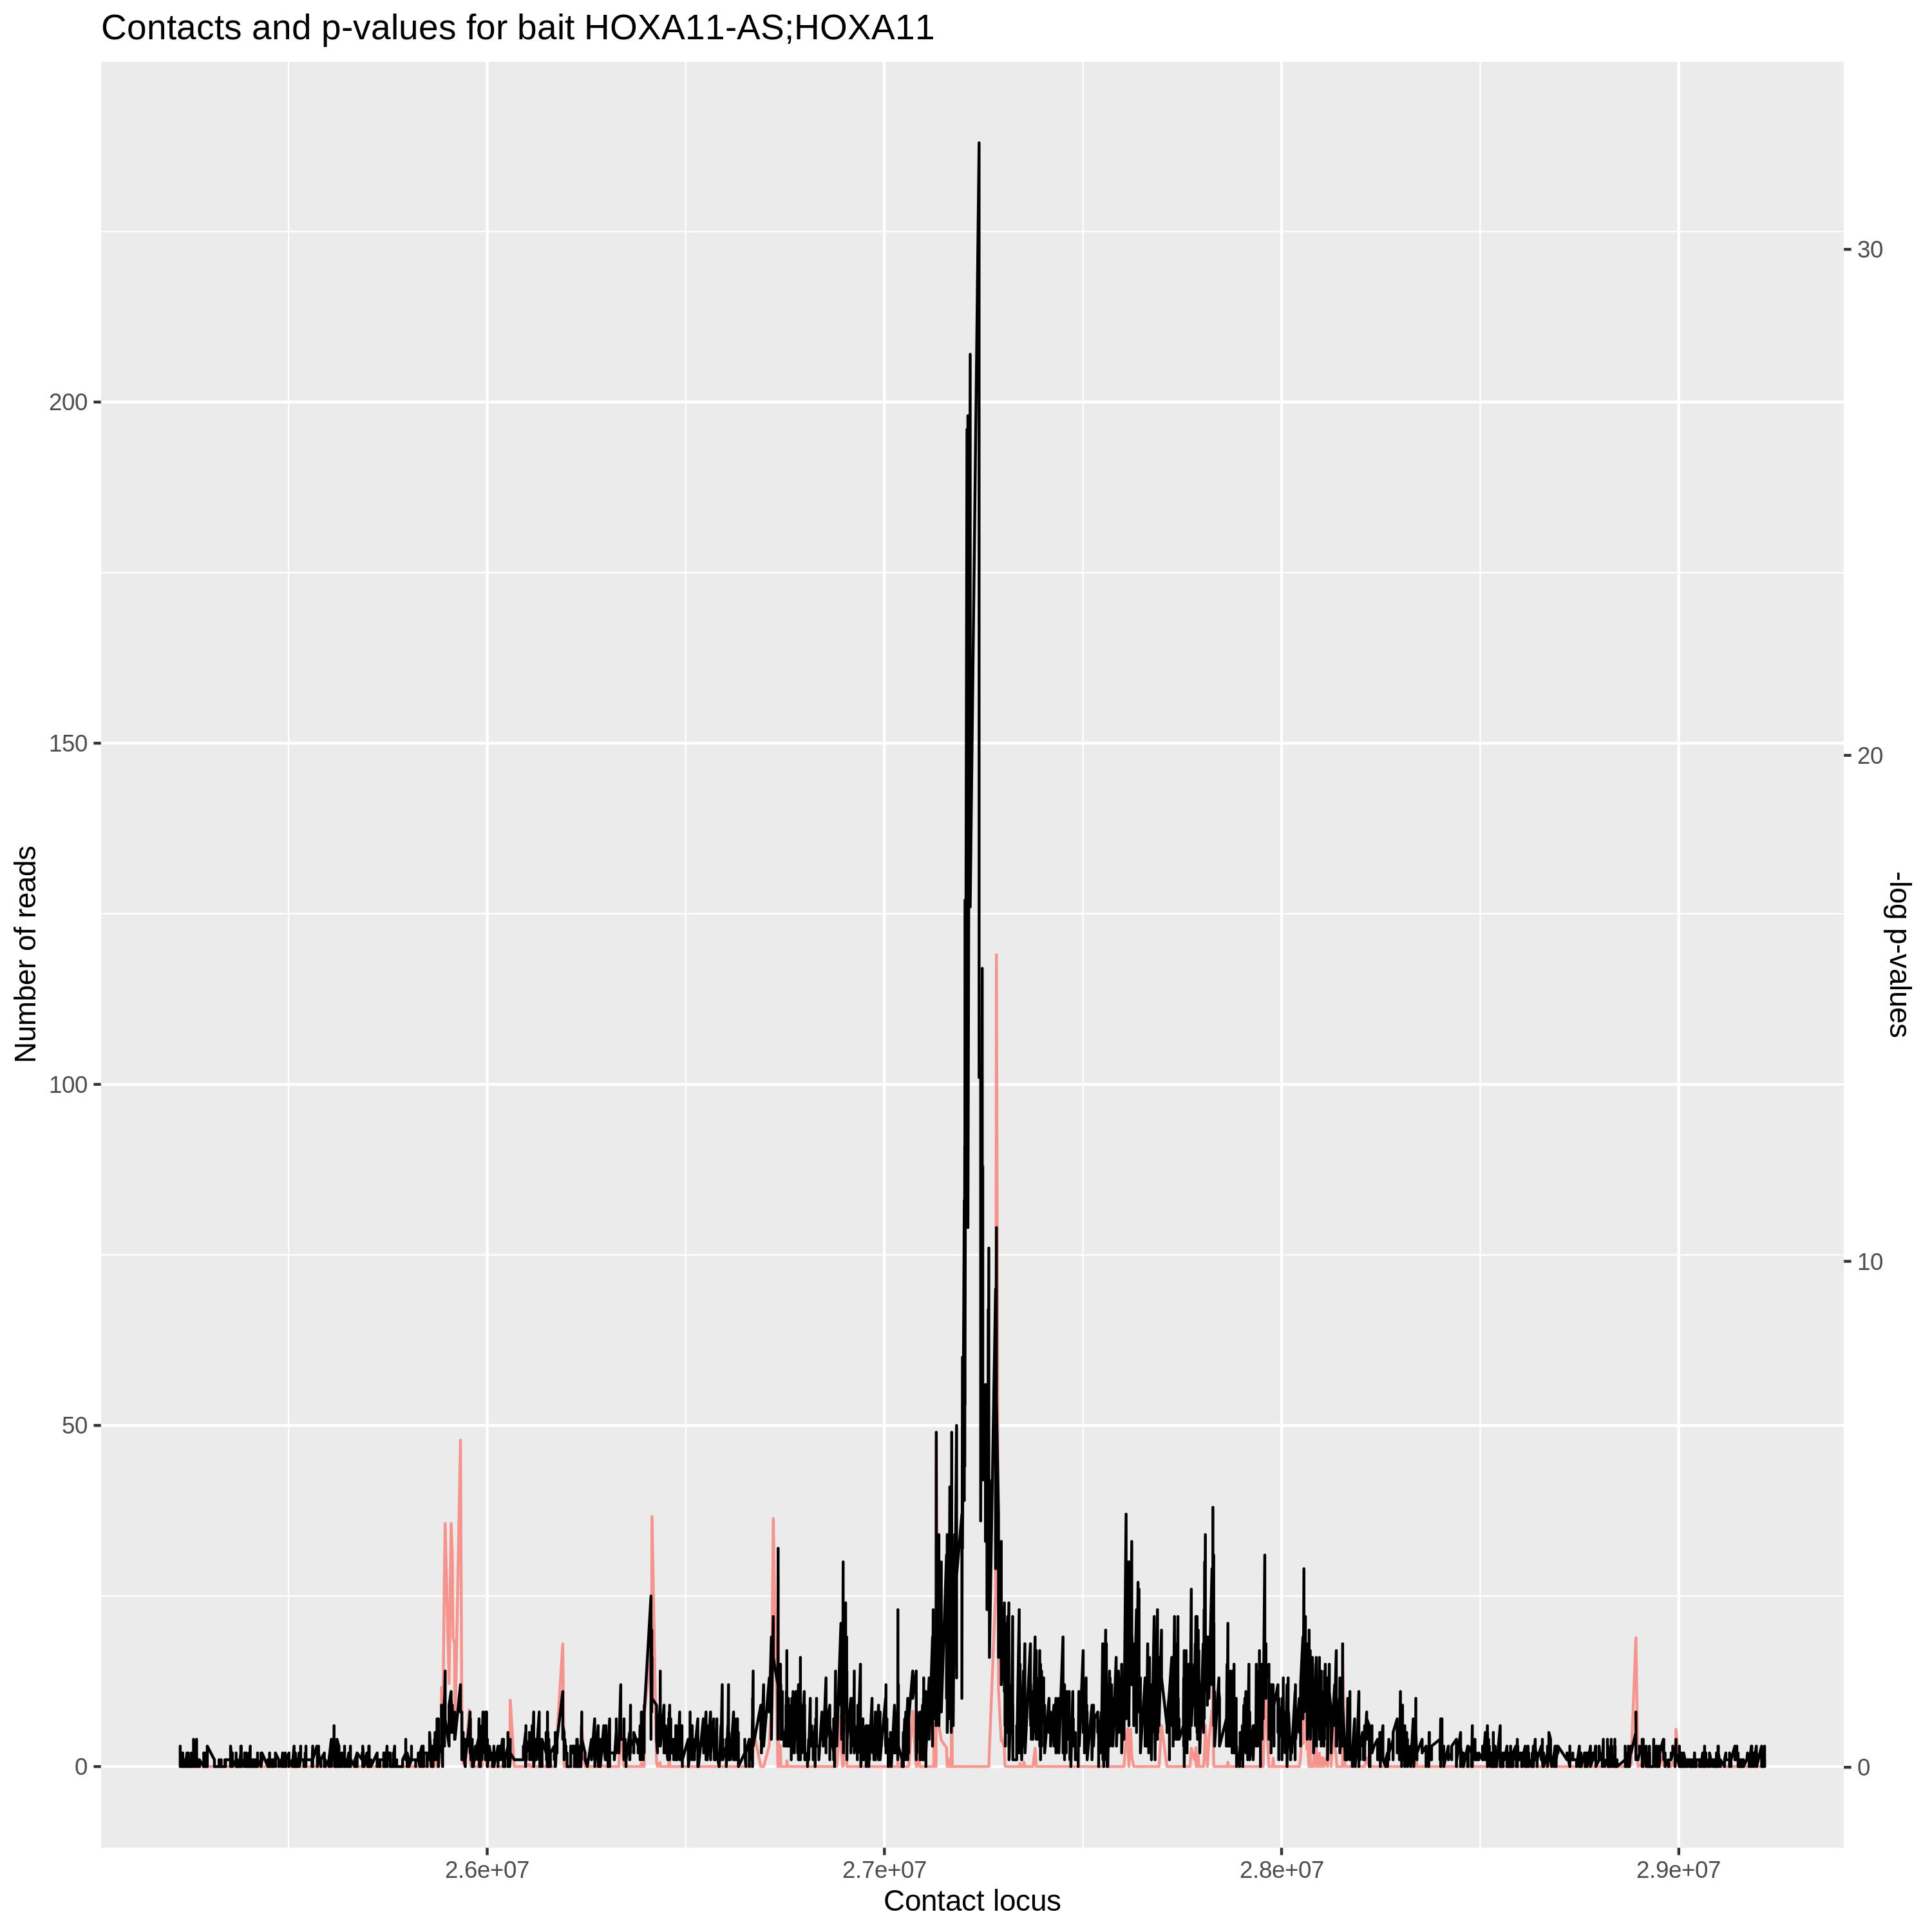 Contacts and p-values for bait HOXA11-AS;HOXA11
Number of reads
200
150
100
50
0
30
20
10
0
-log p-values
2.6e+07
2.7e+07
2.8e+07
2.9e+07
Contact locus